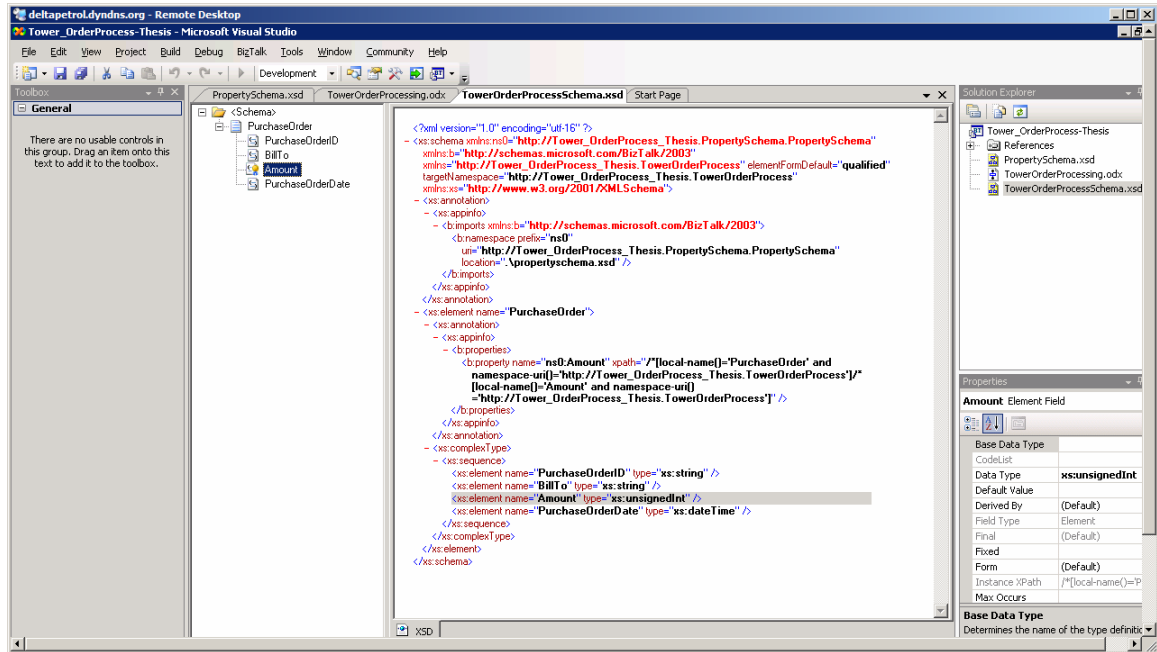 deltapetrol.dyndns.org - Remote Desktop
Tower_OrderProcess-Thesis - Microsoft Visual Studio
File Edit View Project Build Debug BizTalk Tools Window Community Help
Development
Toolbox
General
There are no usable controls in
this group. Drag an item onto this
text to add it to the toolbox.
PropertySchema.xsd TowerOrderProcessing.odx TowerOrderProcessSchema.xsd Start Page
<Schema>
PurchaseOrder
PurchaseOrderID
BillTo
Amount
PurchaseOrderDate
<?xml version="1.0" encoding="utf-16" ?>
- <xs:schema xmlns:ns0="http://Tower_OrderProcess_Thesis.PropertySchema.PropertySchema"
xmlns:b="http://schemas.microsoft.com/BizTalk/2003"
xmlns="http://Tower_OrderProcess_Thesis.TowerOrderProcess" elementFormDefault="qualified"
targetNamespace="http://Tower_OrderProcess_Thesis.TowerOrderProcess"
xmlns:xs="http://www.w3.org/2001/XMLSchema">
- <xs:annotation>
- <xs:appinfo>
- <b:imports xmlns:b="http://schemas.microsoft.com/BizTalk/2003">
<b:namespace prefix="ns0"
uri="http://Tower_OrderProcess_Thesis.PropertySchema.PropertySchema"
location=".\propertyschema.xsd" />
</b:imports>
</xs:appinfo>
</xs:annotation>
- <xs:element name="PurchaseOrder">
- <xs:annotation>
- <xs:appinfo>
- <b:properties>
<b:property name="ns0:Amount" xpath="/*[local-name()='PurchaseOrder' and
namespace-uri()='http://Tower_OrderProcess_Thesis.TowerOrderProcess']/*
[local-name()='Amount' and namespace-uri()
='http://Tower_OrderProcess_Thesis.TowerOrderProcess']" />
</b:properties>
</xs:appinfo>
</xs:annotation>
- <xs:complexType>
- <xs:sequence>
<xs:element name="PurchaseOrderID" type="xs:string" />
<xs:element name="BillTo" type="xs:string" />
<xs:element name="Amount" type="xs:unsignedInt" />
<xs:element name="PurchaseOrderDate" type="xs:dateTime" />
</xs:sequence>
</xs:complexType>
</xs:element>
</xs:schema>
XSD
Solution Explorer
Tower_OrderProcess-Thesis
References
PropertySchema.xsd
TowerOrderProcessing.odx
TowerOrderProcessSchema.xsd
Properties
Amount Element Field
Base Data Type
CodeList
Data Type xs:unsignedInt
Default Value
Derived By (Default)
Field Type Element
Final (Default)
Fixed
Form (Default)
Instance XPath /*[local-name()='P
Max Occurs
Base Data Type
Determines the name of the type definitic